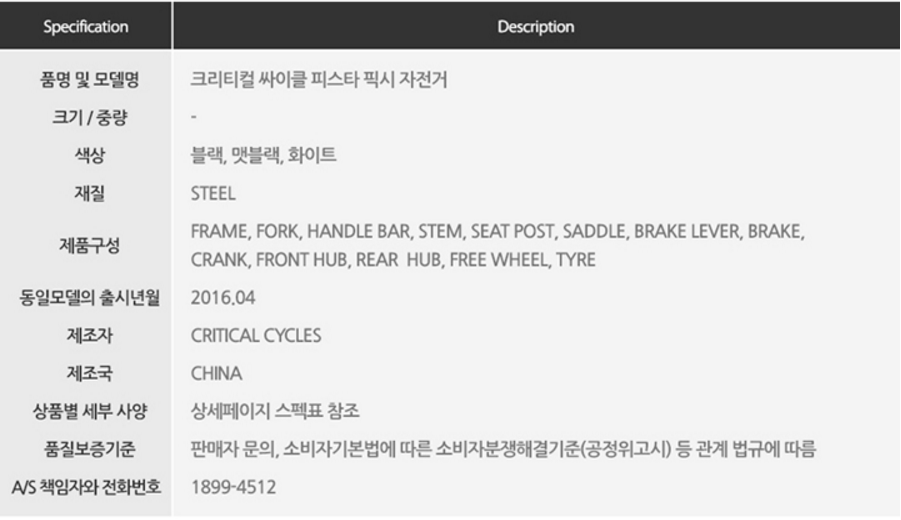 Specification Description
품명 및 모델명 크리티컬 싸이클 피스타 픽시 자전거
크기 / 중량 -
색상 블랙, 맷블랙, 화이트
재질 STEEL
제품구성 FRAME, FORK, HANDLE BAR, STEM, SEAT POST, SADDLE, BRAKE LEVER, BRAKE,
CRANK, FRONT HUB, REAR HUB, FREE WHEEL, TYRE
동일모델의 출시년월 2016.04
제조자 CRITICAL CYCLES
제조국 CHINA
상품별 세부 사양 상세페이지 스펙표 참조
품질보증기준 판매자 문의, 소비자기본법에 따른 소비자분쟁해결기준(공정위고시) 등 관계 법규에 따름
A/S 책임자와 전화번호 1899-4512